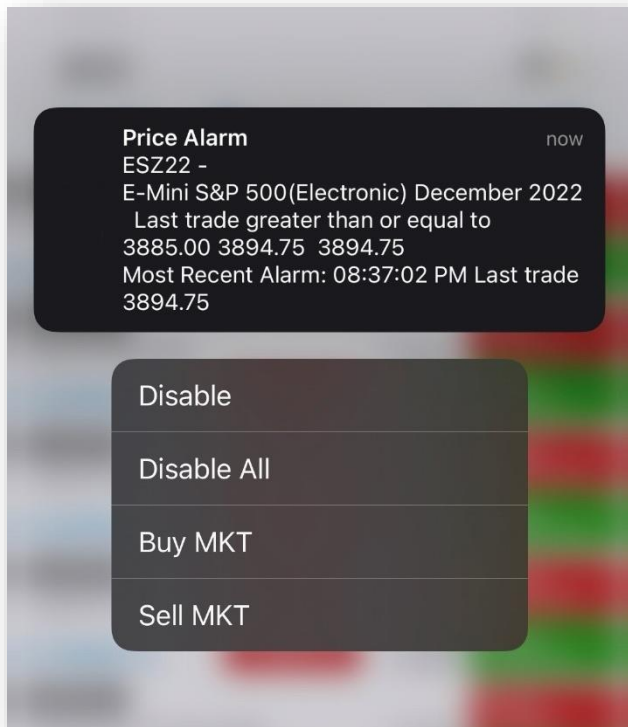 Price Alarm
now
ESZ22 -
E-Mini S&P 500(Electronic) December 2022
Last trade greater than or equal to
3885.00 3894.75  3894.75
Most Recent Alarm: 08:37:02 PM Last trade
3894.75
Disable
Disable All
Buy MKT
Sell MKT